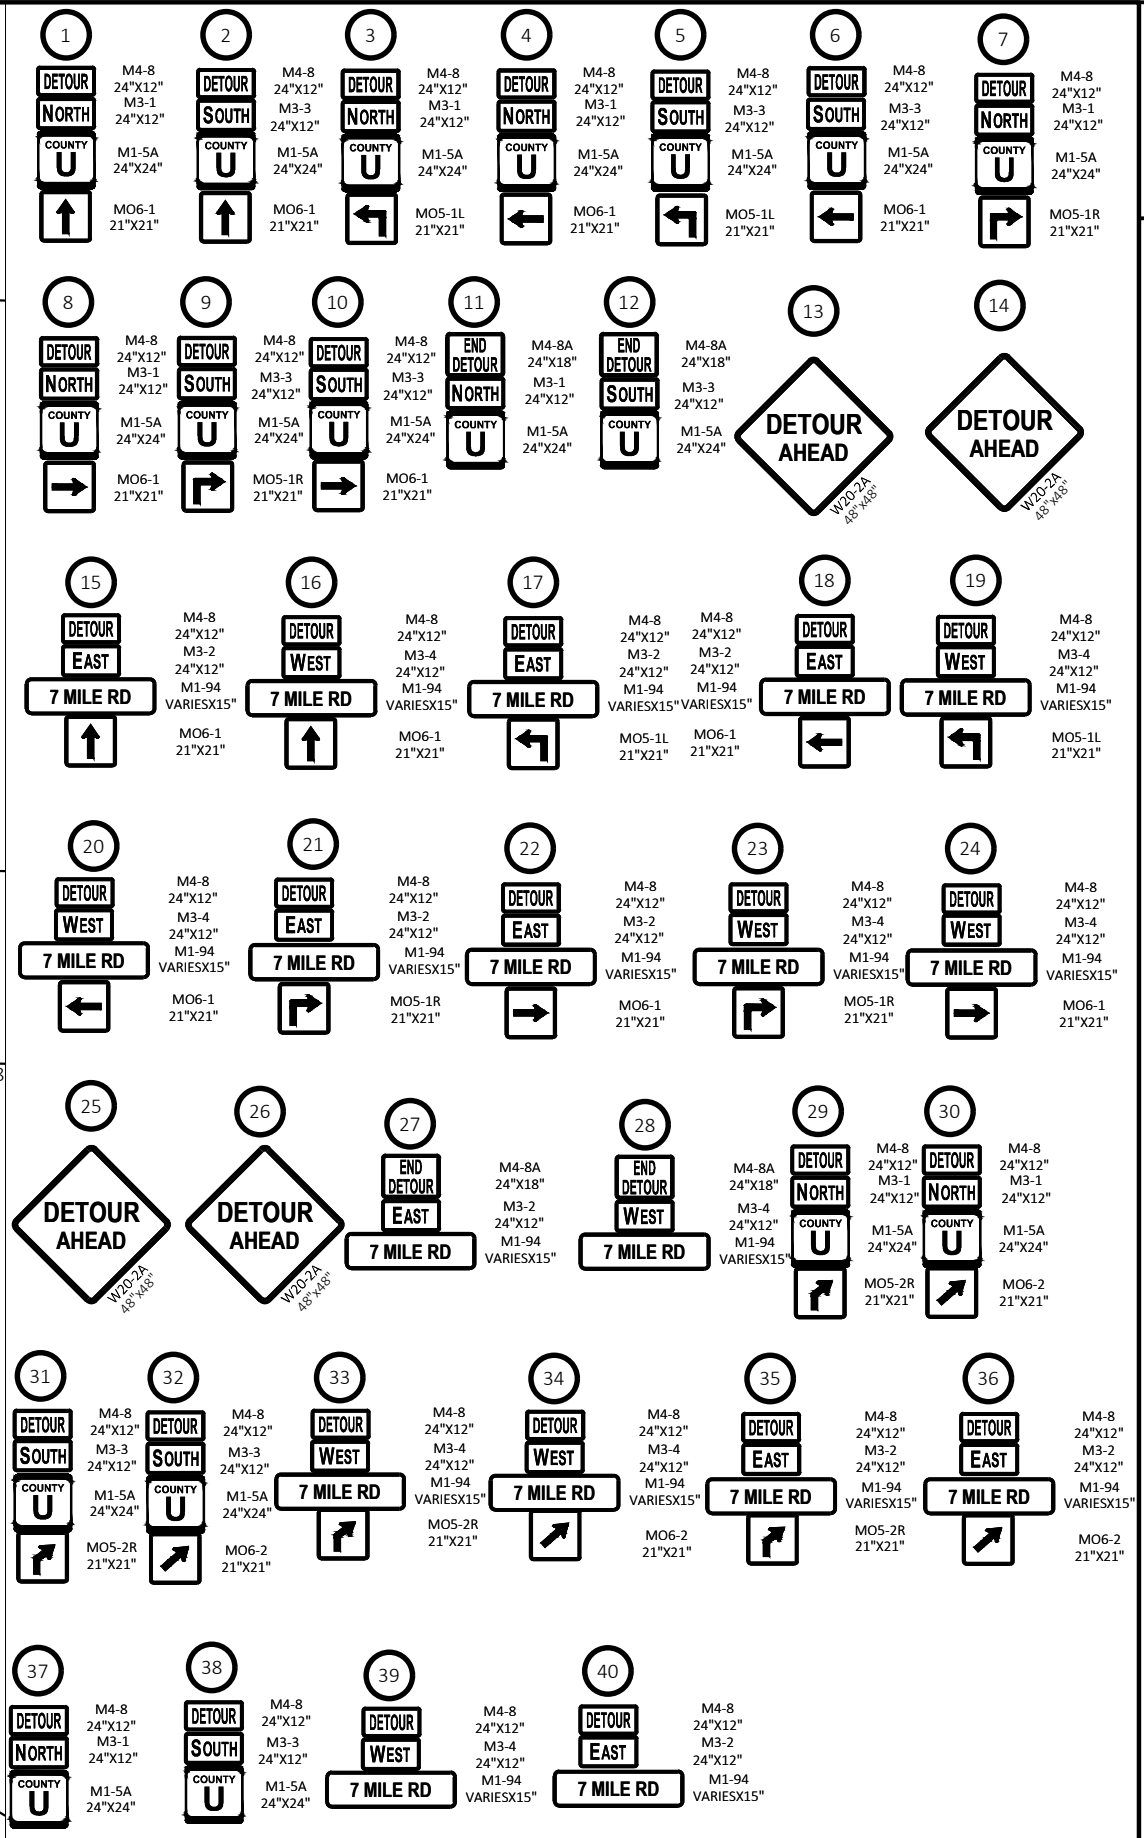 1
DETOUR
NORTH
COUNTY
U
M4-8
24"X12"
M3-1
24"X12"
M1-5A
24"X24"
MO6-1
21"X21"
2
DETOUR
SOUTH
COUNTY
U
M4-8
24"X12"
M3-3
24"X12"
M1-5A
24"X24"
MO6-1
21"X21"
3
DETOUR
NORTH
COUNTY
U
M4-8
24"X12"
M3-1
24"X12"
M1-5A
24"X24"
MO5-1L
21"X21"
4
DETOUR
NORTH
COUNTY
U
M4-8
24"X12"
M3-1
24"X12"
M1-5A
24"X24"
MO6-1
21"X21"
5
DETOUR
SOUTH
COUNTY
U
M4-8
24"X12"
M3-3
24"X12"
M1-5A
24"X24"
MO5-1L
21"X21"
6
DETOUR
SOUTH
COUNTY
U
M4-8
24"X12"
M3-3
24"X12"
M1-5A
24"X24"
MO6-1
21"X21"
7
DETOUR
NORTH
COUNTY
U
M4-8
24"X12"
M3-1
24"X12"
M1-5A
24"X24"
MO5-1R
21"X21"
8
DETOUR
NORTH
COUNTY
U
M4-8
24"X12"
M3-1
24"X12"
M1-5A
24"X24"
MO6-1
21"X21"
9
DETOUR
SOUTH
COUNTY
U
M4-8
24"X12"
M3-3
24"X12"
M1-5A
24"X24"
MO5-1R
21"X21"
10
DETOUR
SOUTH
COUNTY
U
M4-8
24"X12"
M3-3
24"X12"
M1-5A
24"X24"
MO6-1
21"X21"
11
END
DETOUR
NORTH
COUNTY
U
M4-8A
24"X18"
M3-1
24"X12"
M1-5A
24"X24"
12
END
DETOUR
SOUTH
COUNTY
U
M4-8A
24"X18"
M3-3
24"X12"
M1-5A
24"X24"
13
DETOUR
AHEAD
W20-2A
48"x48"
14
DETOUR
AHEAD
W20-2A
48"x48"
15
DETOUR
EAST
7 MILE RD
M4-8
24"X12"
M3-2
24"X12"
M1-94
VARIESX15"
MO6-1
21"X21"
16
DETOUR
WEST
7 MILE RD
M4-8
24"X12"
M3-4
24"X12"
M1-94
VARIESX15"
MO6-1
21"X21"
17
DETOUR
EAST
7 MILE RD
M4-8
24"X12"
M3-2
24"X12"
M1-94
VARIESX15"
MO5-1L
21"X21"
18
M4-8
24"X12"
M3-2
24"X12"
M1-94
VARIESX15"
MO6-1
21"X21"
DETOUR
EAST
7 MILE RD
19
DETOUR
WEST
7 MILE RD
M4-8
24"X12"
M3-4
24"X12"
M1-94
VARIESX15"
MO5-1L
21"X21"
20
DETOUR
WEST
7 MILE RD
M4-8
24"X12"
M3-4
24"X12"
M1-94
VARIESX15"
MO6-1
21"X21"
21
DETOUR
EAST
7 MILE RD
M4-8
24"X12"
M3-2
24"X12"
M1-94
VARIESX15"
MO5-1R
21"X21"
22
DETOUR
EAST
7 MILE RD
M4-8
24"X12"
M3-2
24"X12"
M1-94
VARIESX15"
MO6-1
21"X21"
23
DETOUR
WEST
7 MILE RD
M4-8
24"X12"
M3-4
24"X12"
M1-94
VARIESX15"
MO5-1R
21"X21"
24
DETOUR
WEST
7 MILE RD
M4-8
24"X12"
M3-4
24"X12"
M1-94
VARIESX15"
MO6-1
21"X21"
25
DETOUR
AHEAD
W20-2A
48"x48"
26
DETOUR
AHEAD
W20-2A
48"x48"
27
END
DETOUR
EAST
7 MILE RD
M4-8A
24"X18"
M3-2
24"X12"
M1-94
VARIESX15"
28
END
DETOUR
WEST
7 MILE RD
M4-8A
24"X18"
M3-4
24"X12"
M1-94
VARIESX15"
29
DETOUR
NORTH
COUNTY
U
M4-8
24"X12"
M3-1
24"X12"
M1-5A
24"X24"
MO5-2R
21"X21"
30
DETOUR
NORTH
COUNTY
U
M4-8
24"X12"
M3-1
24"X12"
M1-5A
24"X24"
MO6-2
21"X21"
31
DETOUR
SOUTH
COUNTY
U
M4-8
24"X12"
M3-3
24"X12"
M1-5A
24"X24"
MO5-2R
21"X21"
32
DETOUR
SOUTH
COUNTY
U
M4-8
24"X12"
M3-3
24"X12"
M1-5A
24"X24"
MO6-2
21"X21"
33
DETOUR
WEST
7 MILE RD
M4-8
24"X12"
M3-4
24"X12"
M1-94
VARIESX15"
MO5-2R
21"X21"
34
DETOUR
WEST
7 MILE RD
M4-8
24"X12"
M3-4
24"X12"
M1-94
VARIESX15"
MO6-2
21"X21"
35
DETOUR
EAST
7 MILE RD
M4-8
24"X12"
M3-2
24"X12"
M1-94
VARIESX15"
MO5-2R
21"X21"
36
DETOUR
EAST
7 MILE RD
M4-8
24"X12"
M3-2
24"X12"
M1-94
VARIESX15"
MO6-2
21"X21"
37
DETOUR
NORTH
COUNTY
U
M4-8
24"X12"
M3-1
24"X12"
M1-5A
24"X24"
38
DETOUR
SOUTH
COUNTY
U
M4-8
24"X12"
M3-3
24"X12"
M1-5A
24"X24"
39
DETOUR
WEST
7 MILE RD
M4-8
24"X12"
M3-4
24"X12"
M1-94
VARIESX15"
40
DETOUR
EAST
7 MILE RD
M4-8
24"X12"
M3-2
24"X12"
M1-94
VARIESX15"